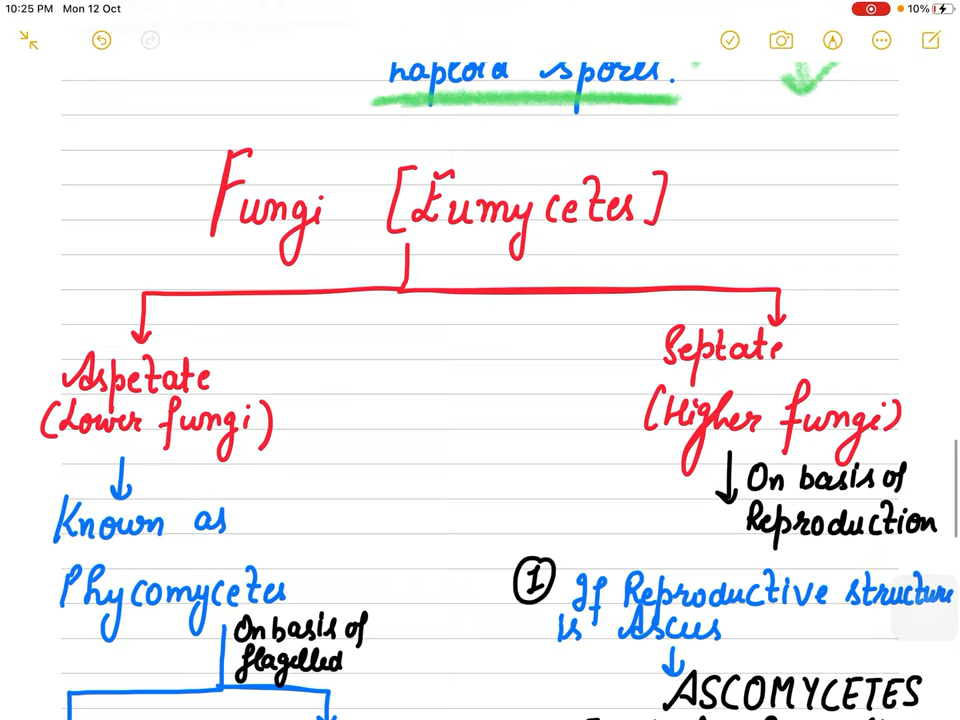 10:25 PM Mon 12 Oct
10%
haploid spores.
Fungi [Eumycetes]
Aspetate
(Lower fungi)
Known as
Phycomycetes
On basis of
flagelled
Septate
(Higher fungi)
On basis of
Reproduction
1 If Reproductive structure
is Ascus
ASCOMYCETES